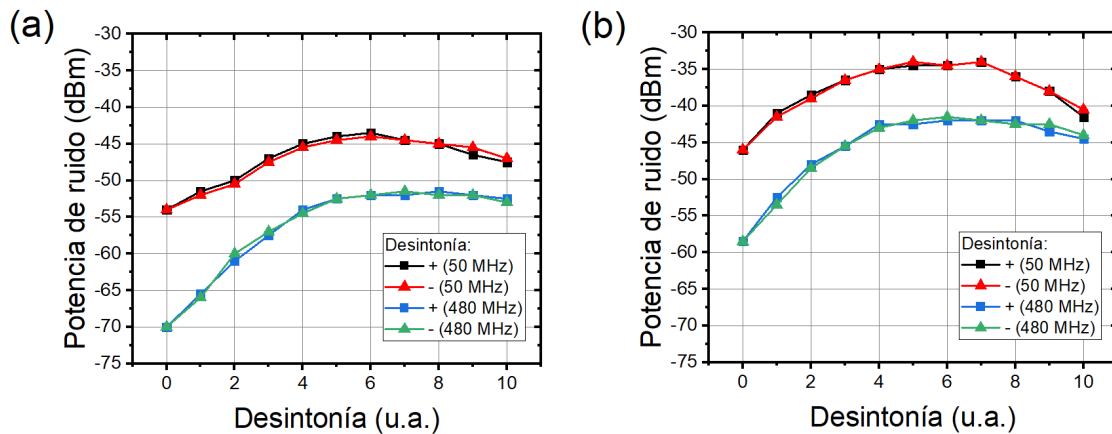 (a)
Potencia de ruido (dBm)
-30
-35
-40
-45
-50
-55
-60
-65
-70
-75
0
2
4
6
8
10
Desintonía (u.a.)
Desintonía:
+ (50 MHz)
- (50 MHz)
+ (480 MHz)
- (480 MHz)
(b)
Potencia de ruido (dBm)
-30
-35
-40
-45
-50
-55
-60
-65
-70
-75
0
2
4
6
8
10
Desintonía (u.a.)
Desintonía:
+ (50 MHz)
- (50 MHz)
+ (480 MHz)
- (480 MHz)